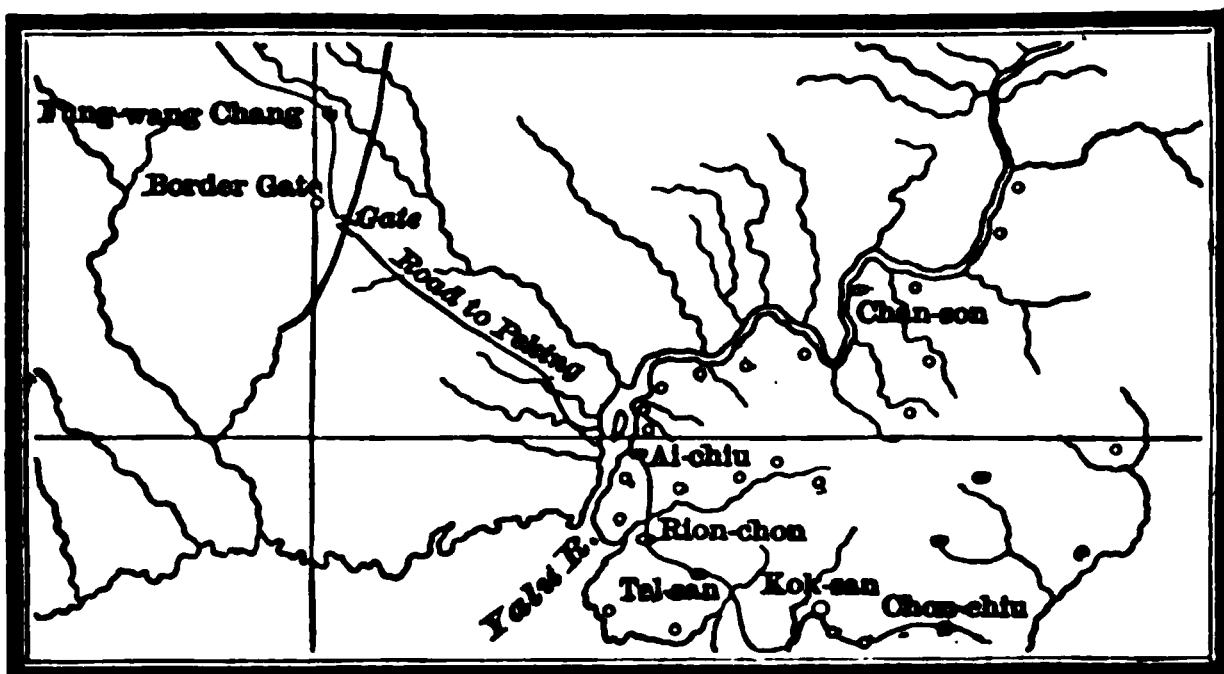 Fung-wang Chang
Border Gate
Gate
Road to Peking
Chan-son
Ai-chiu
Rion-chon
Yalu R.
Tai-san
Kok-san
Chon-chiu